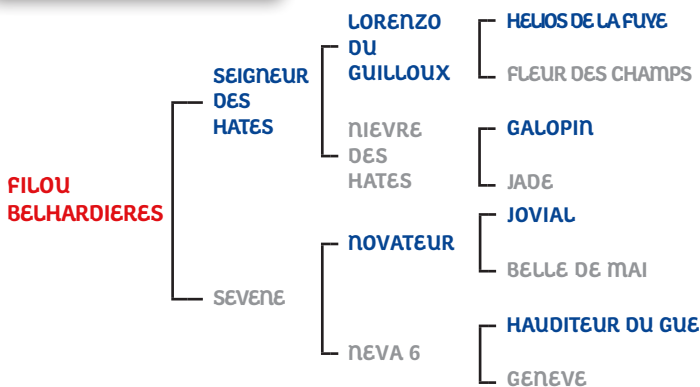 FILOU
BELHARDIERES
SEIGNEUR
DES
HATES
SEVENE
LORENZO
DU
GUILLOUX
NIEVRE
DES
HATES
NOVATEUR
NEVA 6
HELIOS DE LA FUYE
FLEUR DES CHAMPS
GALOPIN
JADE
JOVIAL
BELLE DE MAI
HAUDITEUR DU GUE
GENEVE